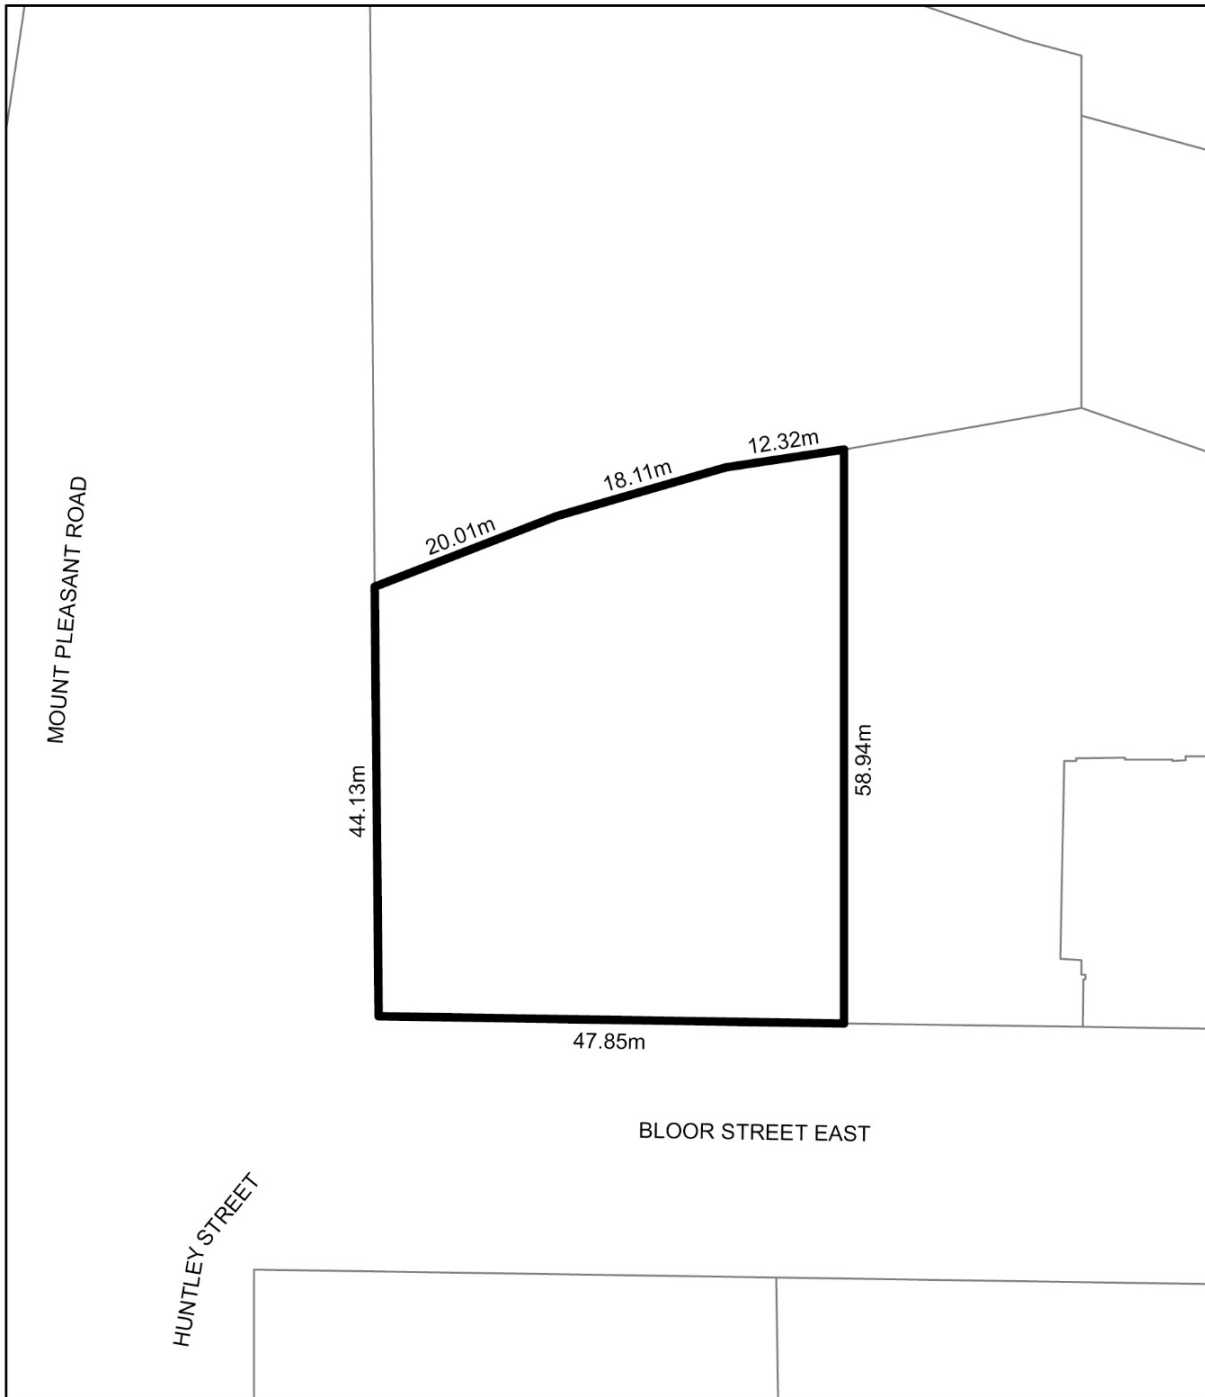 12.32m
18.11m
20.01m
MOUNT PLEASANT ROAD
44.13m
58.94m
47.85m
BLOOR STREET EAST
HUNTLEY STREET